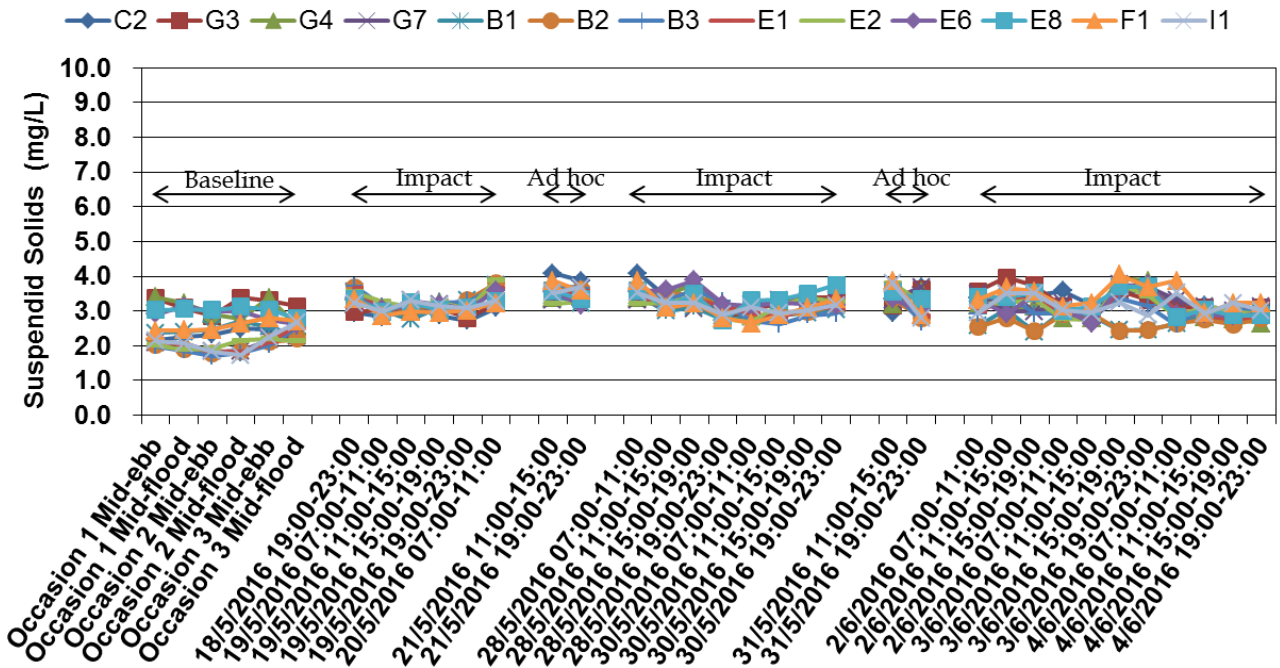 C2 G3 G4 G7 B1 B2 B3 E1 E2 E6 E8 F1 I1
Suspendid Solids (mg/L)
10.0
9.0
8.0
7.0
6.0
5.0
4.0
3.0
2.0
1.0
0.0
Baseline
Impact
Ad hoc
Impact
Ad hoc
Impact
Occasion 1 Mid-ebb
Occasion 1 Mid-flood
Occasion 2 Mid-ebb
Occasion 2 Mid-flood
Occasion 3 Mid-ebb
Occasion 3 Mid-flood
18/5/2016 19:00-23:00
19/5/2016 07:00-11:00
19/5/2016 11:00-15:00
19/5/2016 15:00-19:00
19/5/2016 19:00-23:00
20/5/2016 07:00-11:00
21/5/2016 11:00-15:00
21/5/2016 19:00-23:00
28/5/2016 07:00-11:00
28/5/2016 11:00-15:00
28/5/2016 15:00-19:00
28/5/2016 19:00-23:00
30/5/2016 07:00-11:00
30/5/2016 11:00-15:00
30/5/2016 15:00-19:00
30/5/2016 19:00-23:00
31/5/2016 11:00-15:00
31/5/2016 19:00-23:00
2/6/2016 07:00-11:00
2/6/2016 11:00-15:00
2/6/2016 15:00-19:00
3/6/2016 07:00-11:00
3/6/2016 11:00-15:00
3/6/2016 15:00-19:00
3/6/2016 19:00-23:00
4/6/2016 07:00-11:00
4/6/2016 11:00-15:00
4/6/2016 15:00-19:00
4/6/2016 19:00-23:00